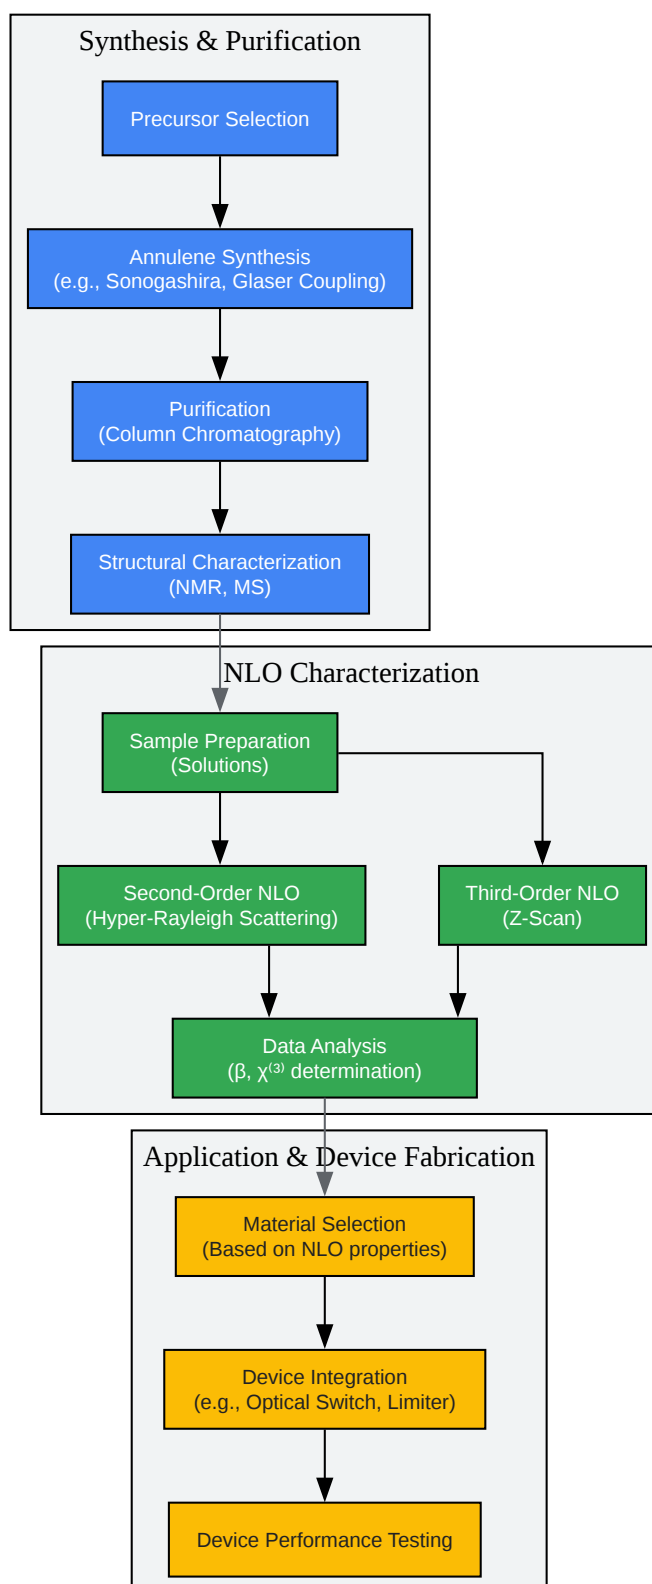 Synthesis & Purification
Precursor Selection
Annulene Synthesis
(e.g., Sonogashira, Glaser Coupling)
Purification
(Column Chromatography)
Structural Characterization
(NMR, MS)
NLO Characterization
Sample Preparation
(Solutions)
Second-Order NLO
(Hyper-Rayleigh Scattering)
Third-Order NLO
(Z-Scan)
Data Analysis
(β, χ⁽³⁾ determination)
Application & Device Fabrication
Material Selection
(Based on NLO properties)
Device Integration
(e.g., Optical Switch, Limiter)
Device Performance Testing